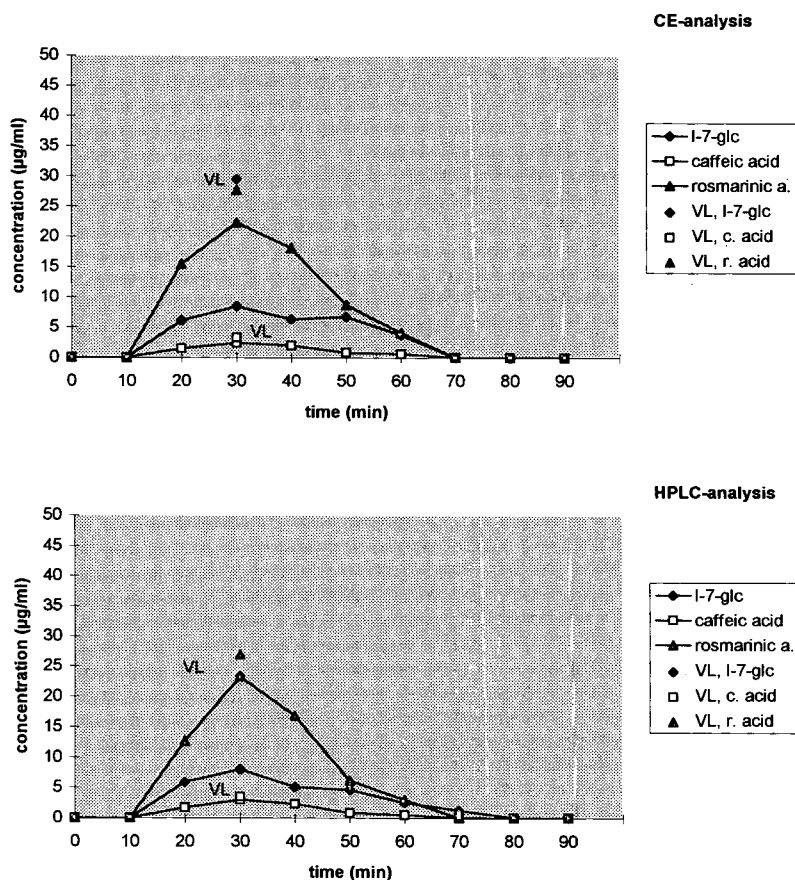 CE-analysis
50
45
40
35
30
25
20
15
10
5
0
concentration (µg/ml)
VL
VL
0 10 20 30 40 50 60 70 80 90
time (min)
l-7-glc
caffeic acid
rosmarinic a.
VL, l-7-glc
VL, c. acid
VL, r. acid
HPLC-analysis
50
45
40
35
30
25
20
15
10
5
0
concentration (µg/ml)
VL
VL
0 10 20 30 40 50 60 70 80 90
time (min)
l-7-glc
caffeic acid
rosmarinic a.
VL, l-7-glc
VL, c. acid
VL, r. acid